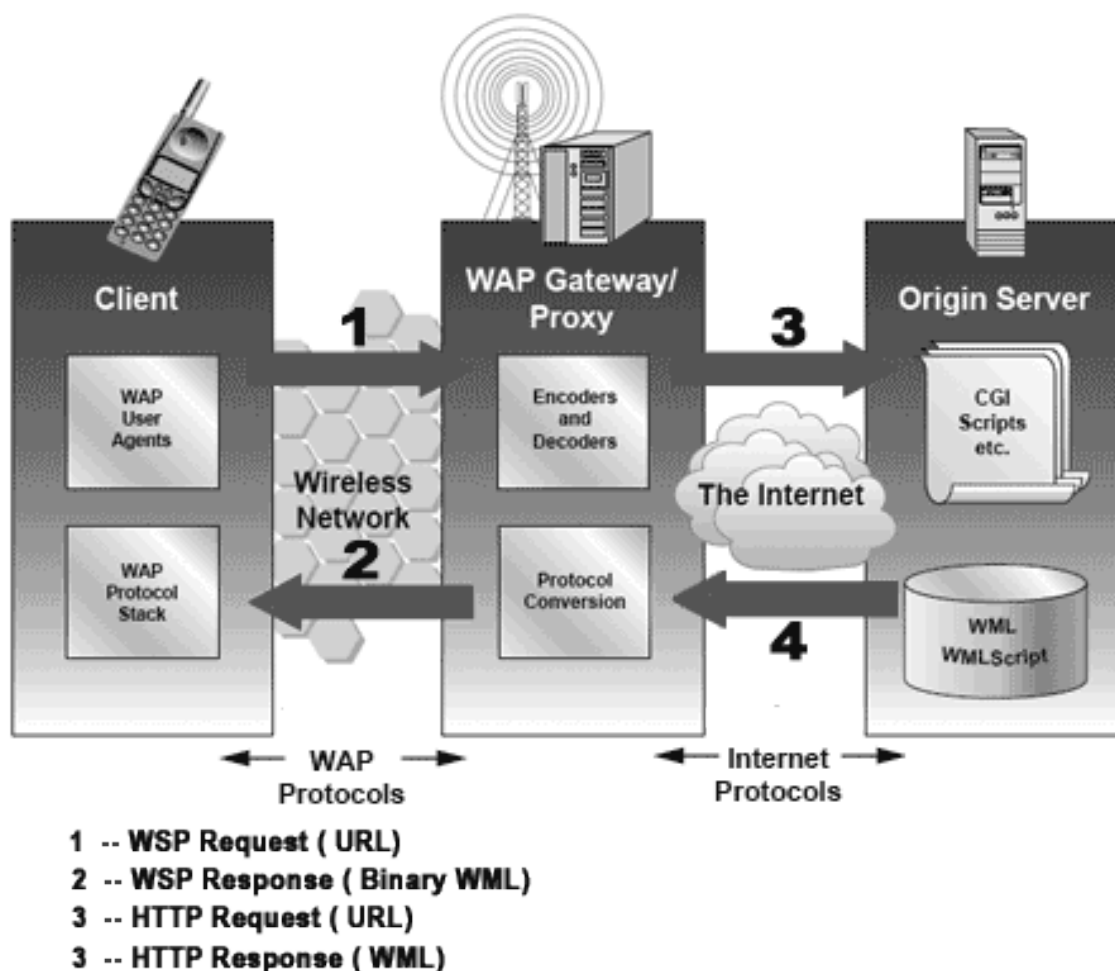 Client
WAP
User
Agents
WAP
Protocol
Stack
1
Wireless
Network
2
WAP Gateway/
Proxy
Encoders
and
Decoders
Protocol
Conversion
3
The Internet
4
Origin Server
CGI
Scripts
etc.
WML
WMLScript
WAP
Protocols
Internet
Protocols
1 -- WSP Request ( URL)
2 -- WSP Response ( Binary WML)
3 -- HTTP Request ( URL)
3 -- HTTP Response ( WML)